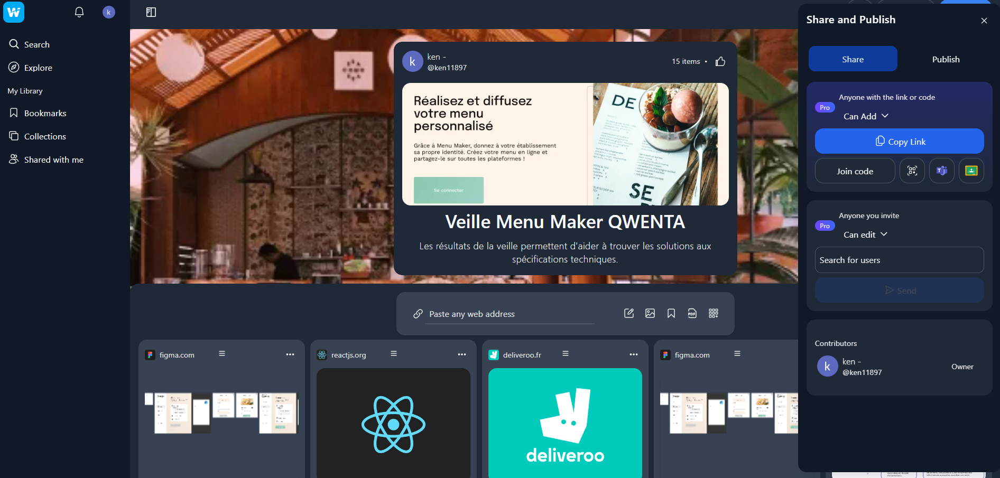 w
k
Search
Explore
My Library
Bookmarks
Collections
Shared with me
ken -
@ken11897
15 items •
k
Réalisez et diffusez
votre menu
personnalisé
Grâce à Menu Maker, donnez à votre établissement
sa propre identité. Créez votre menu en ligne et
partagez-le sur toutes les plateformes !
Se connecter
DE
SE
Veille Menu Maker QWENTA
Les résultats de la veille permettent d'aider à trouver les solutions aux
spécifications techniques.
Paste any web address
PDF
figma.com
reactjs.org
deliveroo.fr
figma.com
deliveroo
Share and Publish
Share
Publish
Anyone with the link or code
Pro
Can Add
Copy Link
Join code
Anyone you invite
Pro
Can edit
Search for users
Send
Contributors
k
ken -
@ken11897
Owner